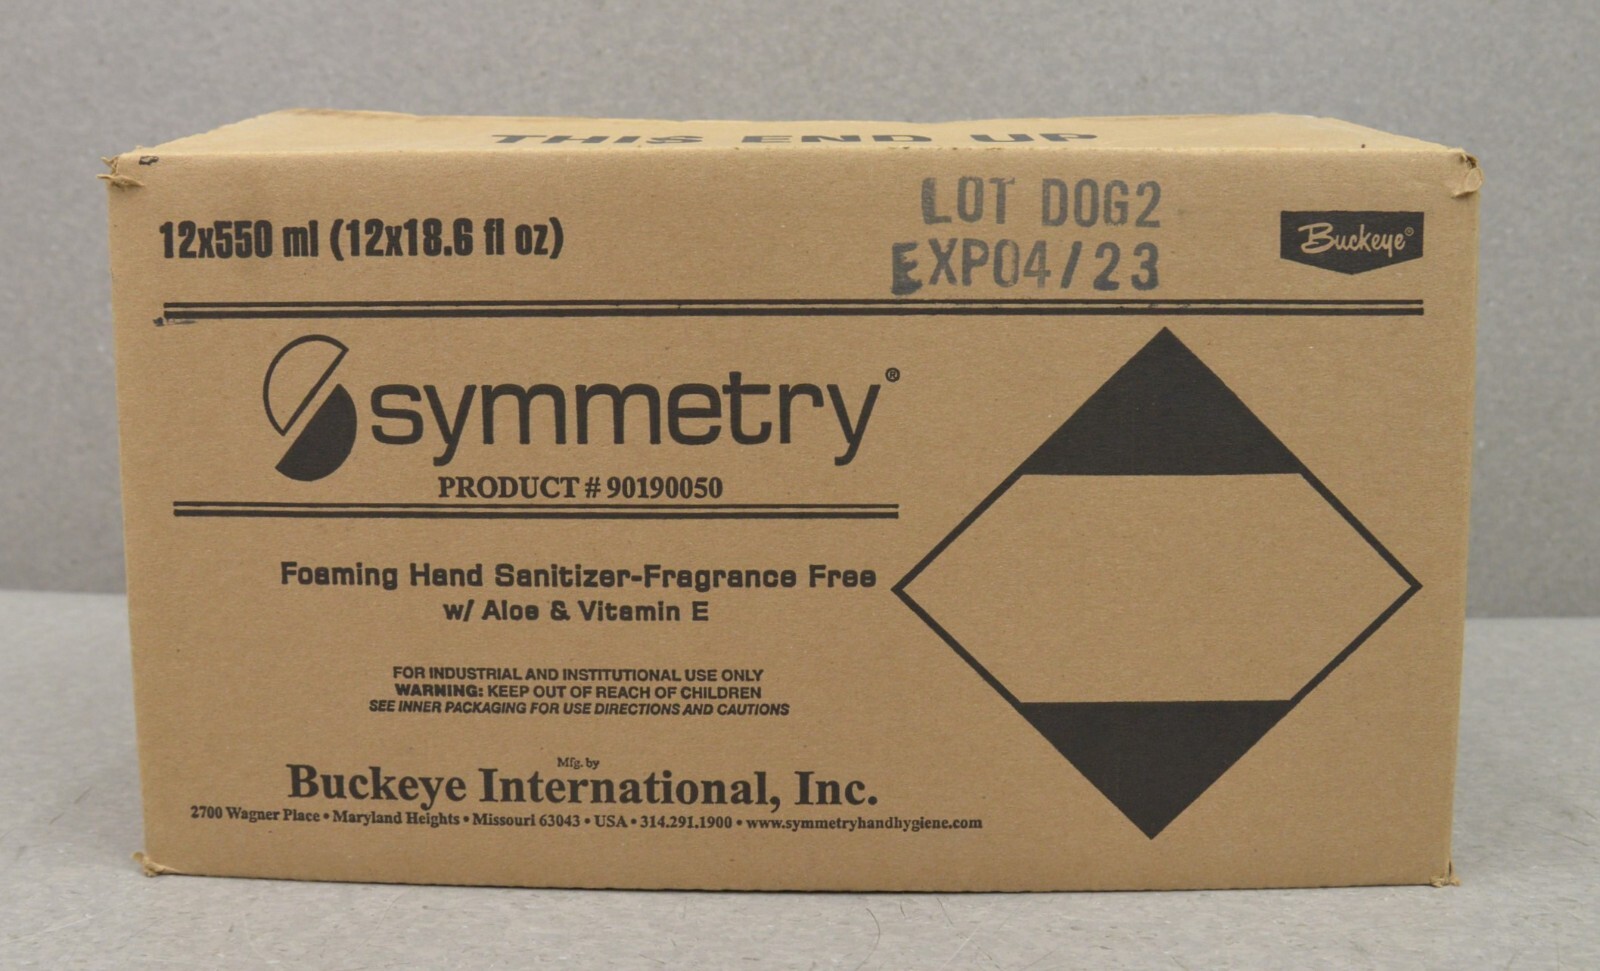 THIS END UP
12x550 ml (12x18.6 fl oz)
LOT DOG2
EXP04/23
Buckeye®
symmetry®
PRODUCT # 90190050
Foaming Hand Sanitizer-Fragrance Free
w/ Aloe & Vitamin E
FOR INDUSTRIAL AND INSTITUTIONAL USE ONLY
WARNING: KEEP OUT OF REACH OF CHILDREN
SEE INNER PACKAGING FOR USE DIRECTIONS AND CAUTIONS
Mfg. by
Buckeye International, Inc.
2700 Wagner Place • Maryland Heights • Missouri 63043 • USA • 314.291.1900 • www.symmetryhandhygiene.com